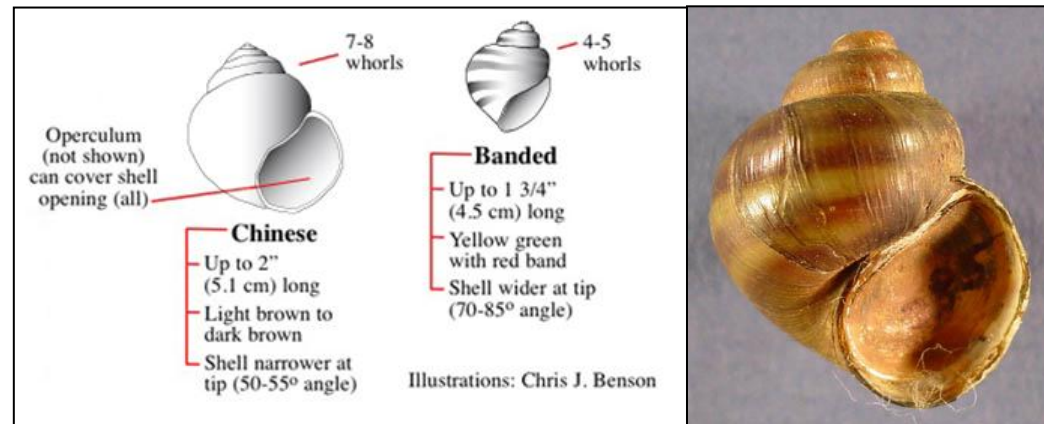 7-8
whorls
Operculum
(not shown)
can cover shell
opening (all)
Chinese
Up to 2”
(5.1 cm) long
Light brown to
dark brown
Shell narrower at
tip (50-55º angle)
4-5
whorls
Banded
Up to 1 3/4”
(4.5 cm) long
Yellow green
with red band
Shell wider at tip
(70-85º angle)
Illustrations: Chris J. Benson